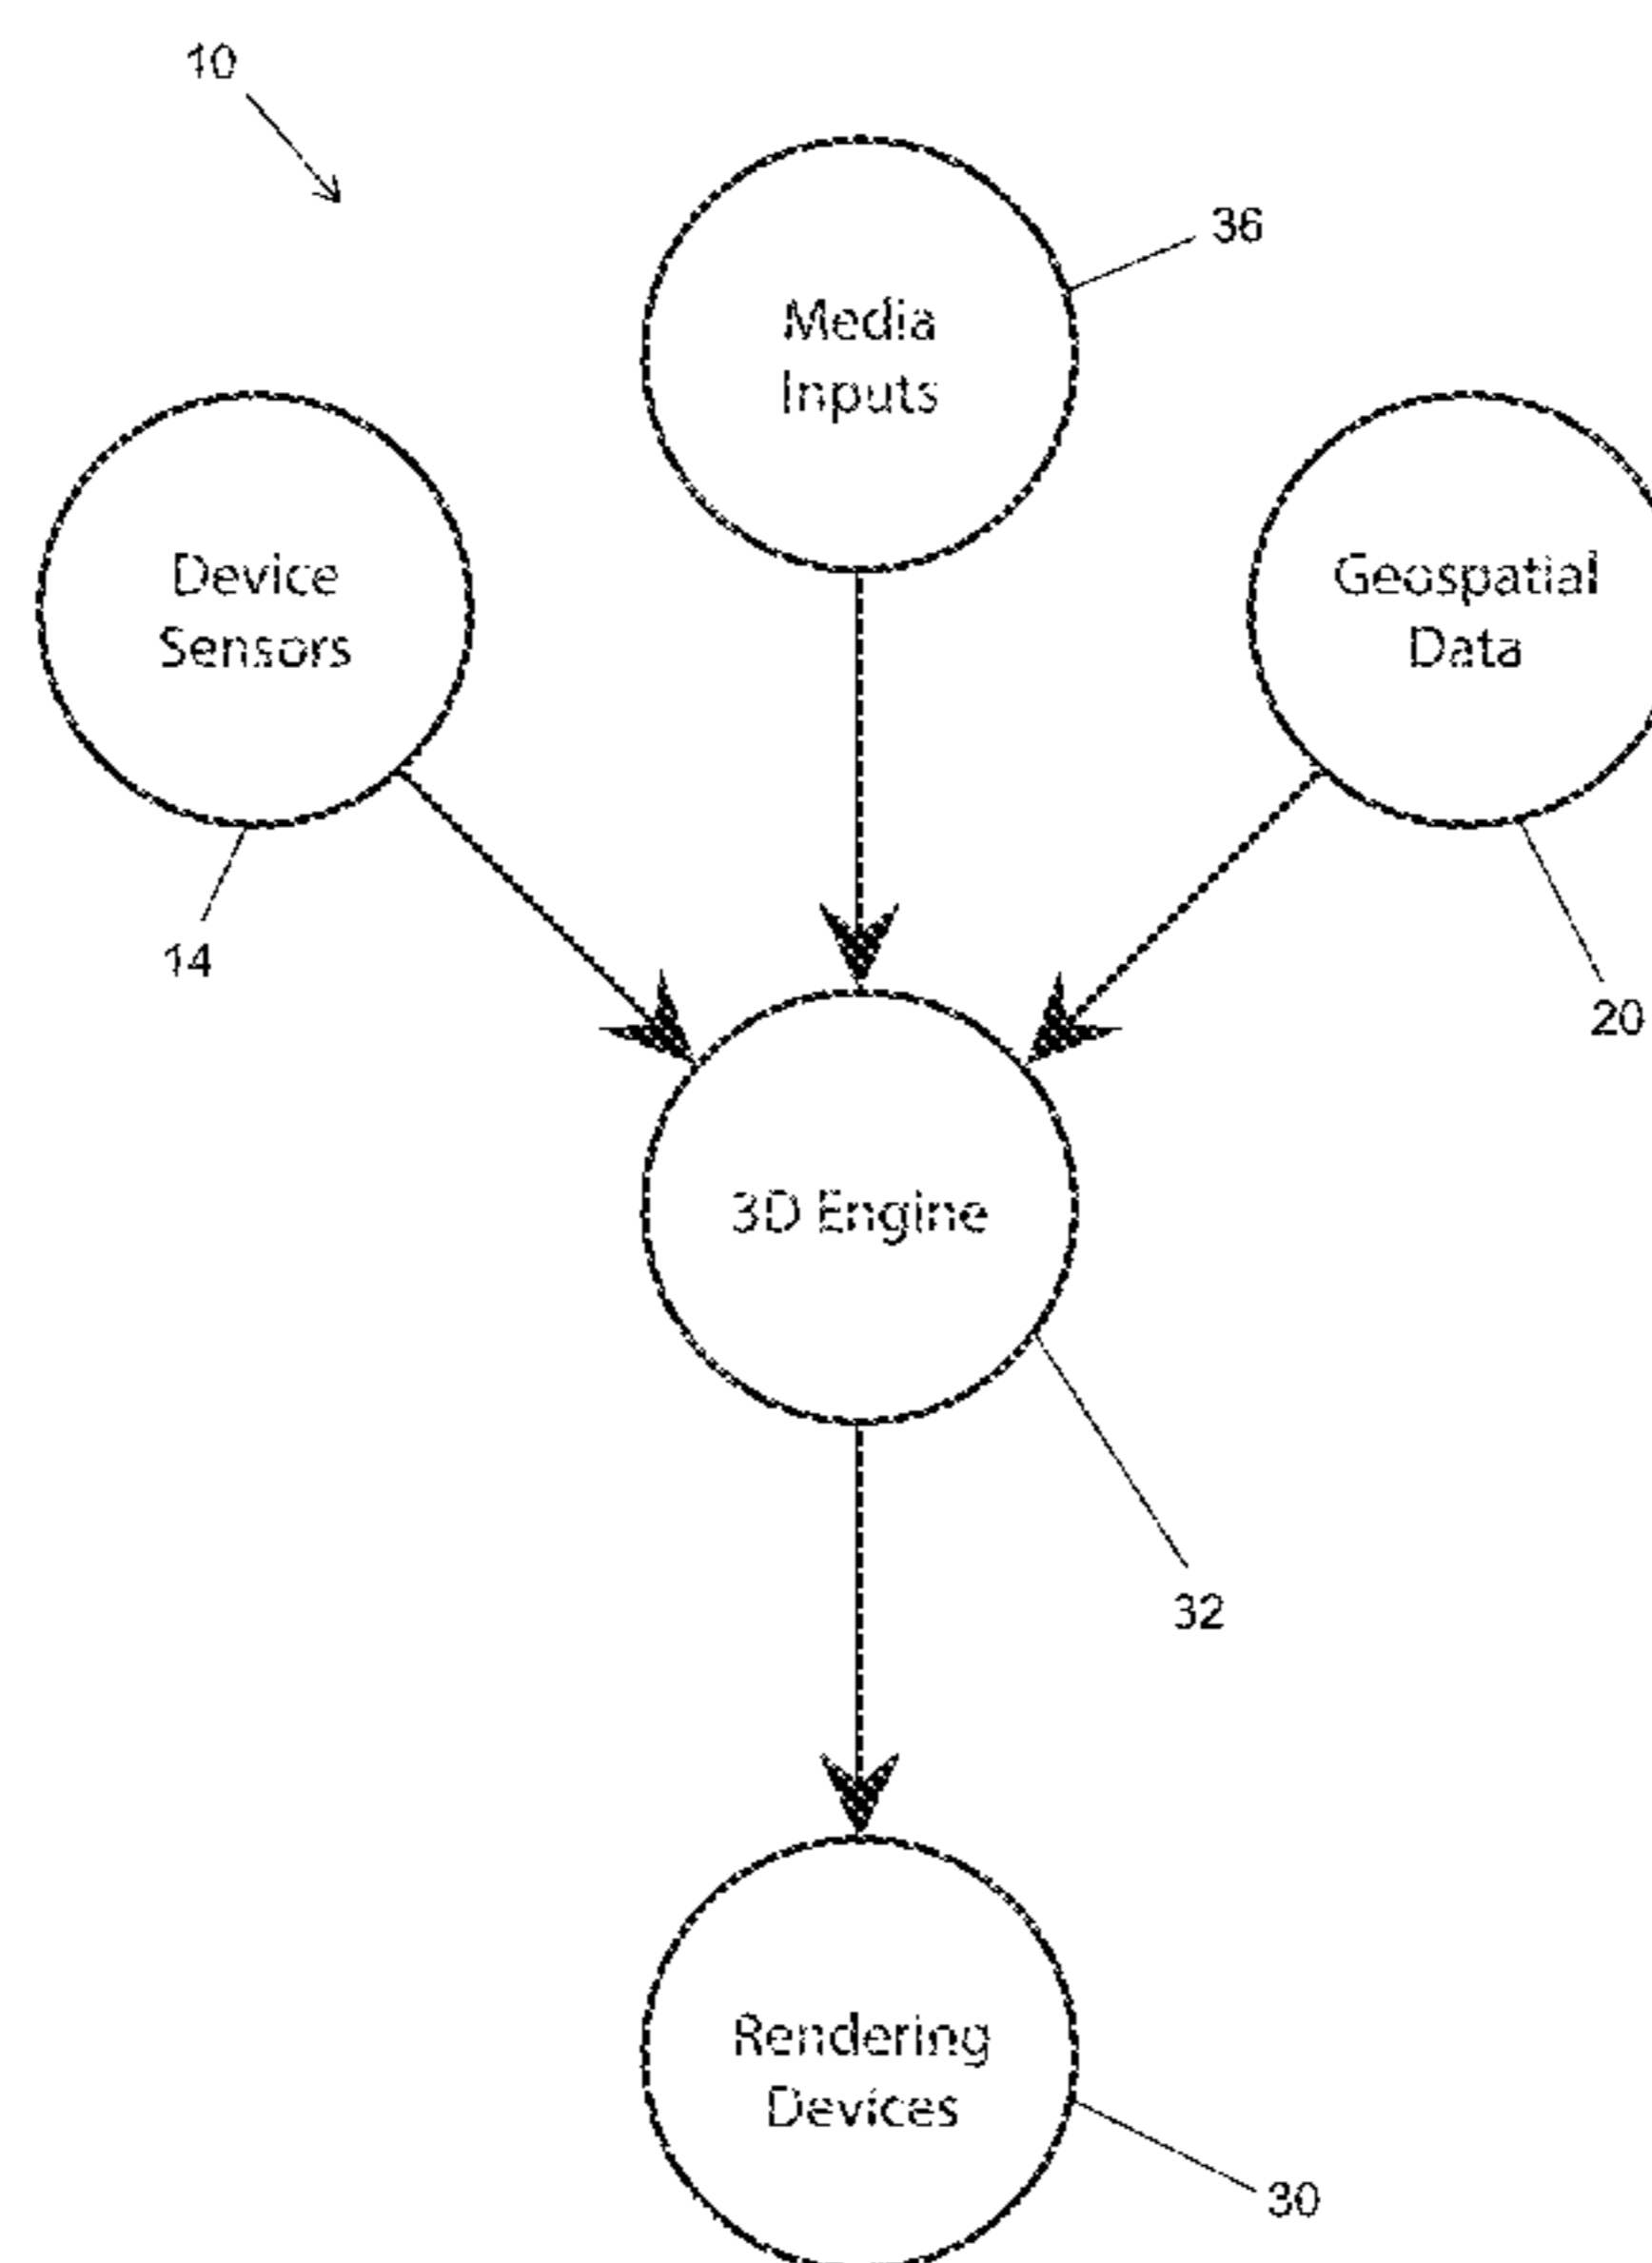 10
36
Media
Inputs
Device
Sensors
Geospatial
Data
14
20
3D Engine
32
Rendering
Devices
30